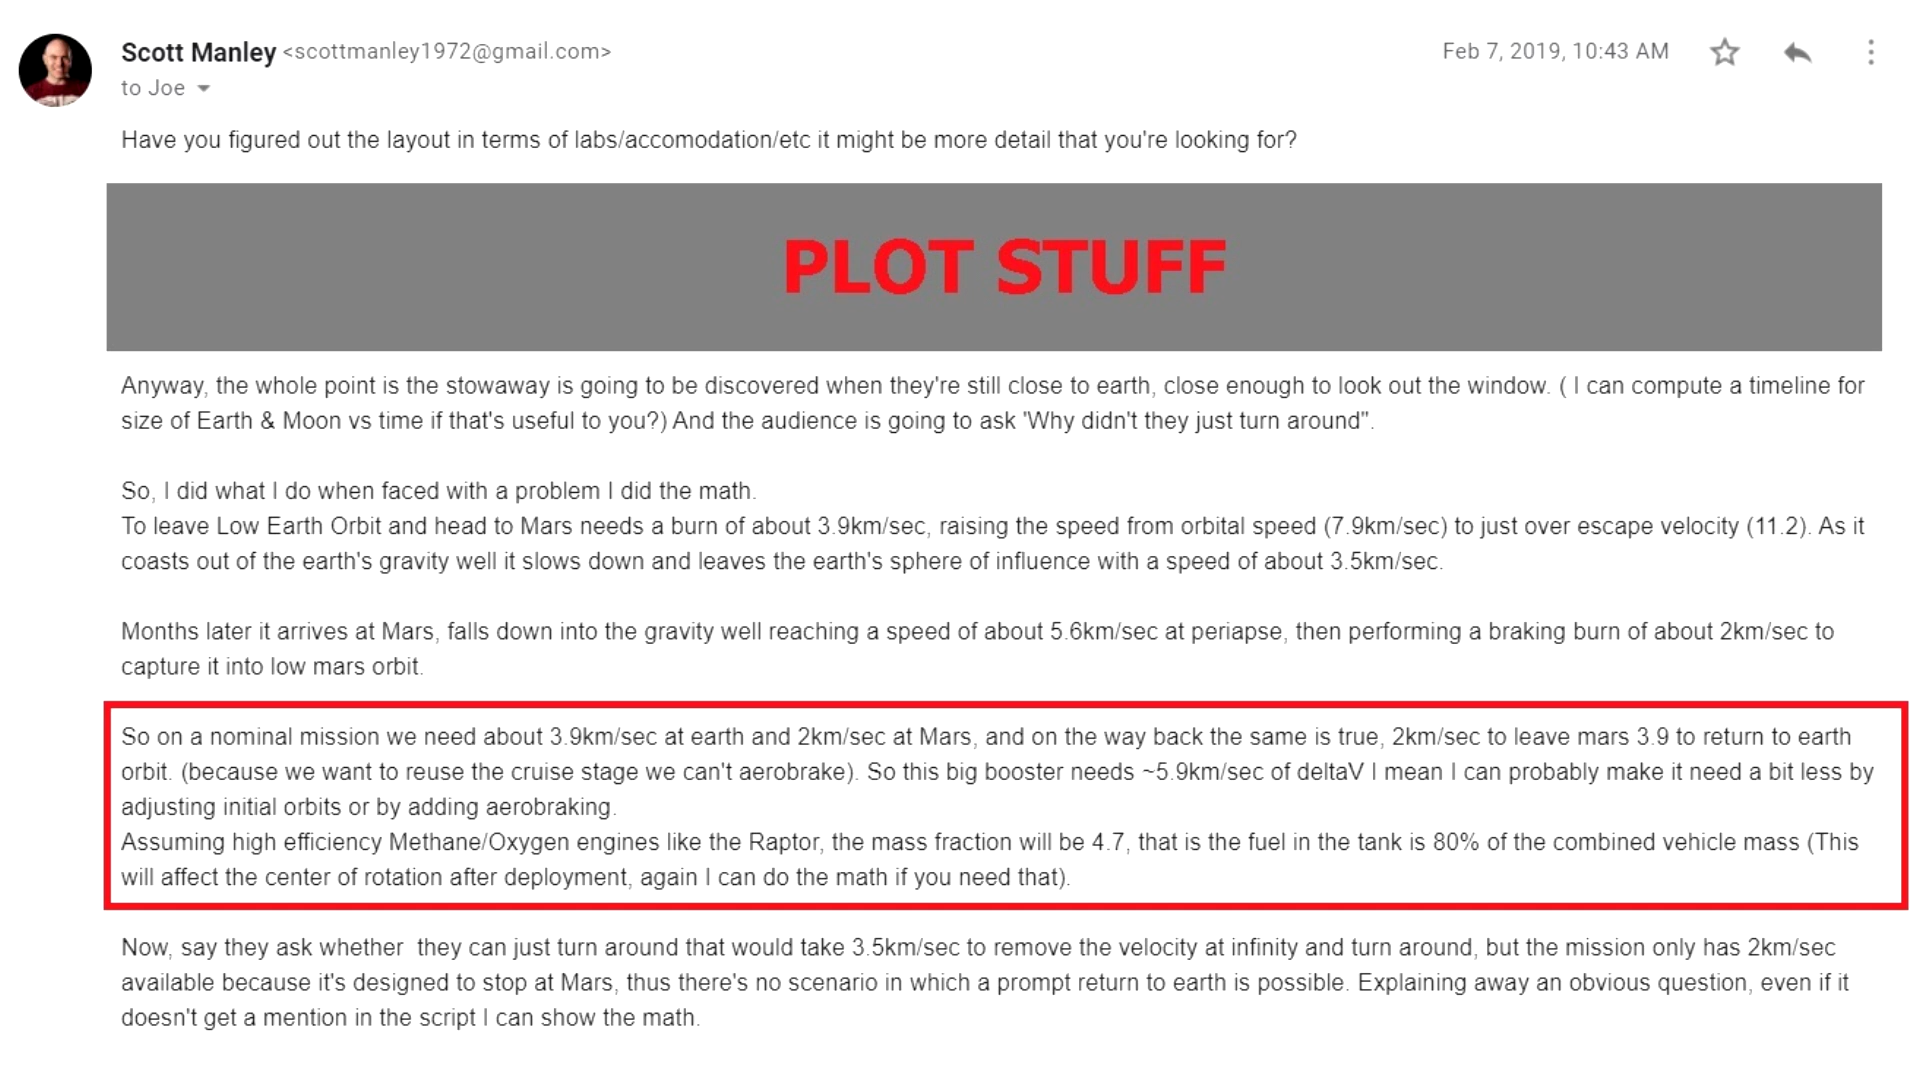 Scott Manley <scottmanley1972@gmail.com>
Feb 7, 2019, 10:43 AM
to Joe
Have you figured out the layout in terms of labs/accomodation/etc it might be more detail that you're looking for?
PLOT STUFF
Anyway, the whole point is the stowaway is going to be discovered when they're still close to earth, close enough to look out the window. ( I can compute a timeline for
size of Earth & Moon vs time if that's useful to you?) And the audience is going to ask 'Why didn't they just turn around".
So, I did what I do when faced with a problem I did the math.
To leave Low Earth Orbit and head to Mars needs a burn of about 3.9km/sec, raising the speed from orbital speed (7.9km/sec) to just over escape velocity (11.2). As it
coasts out of the earth's gravity well it slows down and leaves the earth's sphere of influence with a speed of about 3.5km/sec.
Months later it arrives at Mars, falls down into the gravity well reaching a speed of about 5.6km/sec at periapse, then performing a braking burn of about 2km/sec to
capture it into low mars orbit.
So on a nominal mission we need about 3.9km/sec at earth and 2km/sec at Mars, and on the way back the same is true, 2km/sec to leave mars 3.9 to return to earth
orbit. (because we want to reuse the cruise stage we can't aerobrake). So this big booster needs ~5.9km/sec of deltaV I mean I can probably make it need a bit less by
adjusting initial orbits or by adding aerobraking.
Assuming high efficiency Methane/Oxygen engines like the Raptor, the mass fraction will be 4.7, that is the fuel in the tank is 80% of the combined vehicle mass (This
will affect the center of rotation after deployment, again I can do the math if you need that).
Now, say they ask whether  they can just turn around that would take 3.5km/sec to remove the velocity at infinity and turn around, but the mission only has 2km/sec
available because it's designed to stop at Mars, thus there's no scenario in which a prompt return to earth is possible. Explaining away an obvious question, even if it
doesn't get a mention in the script I can show the math.